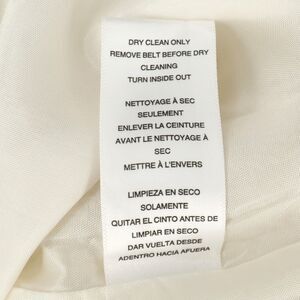 DRY CLEAN ONLY
REMOVE BELT BEFORE DRY
CLEANING
TURN INSIDE OUT
NETTOYAGE À SEC
SEULEMENT
ENLEVER LA CEINTURE
AVANT LE NETTOYAGE À
SEC
METTRE À L'ENVERS
LIMPIEZA EN SECO
SOLAMENTE
QUITAR EL CINTO ANTES DE
LIMPIAR EN SECO
DAR VUELTA DESDE
ADENTRO HACIA AFUERA